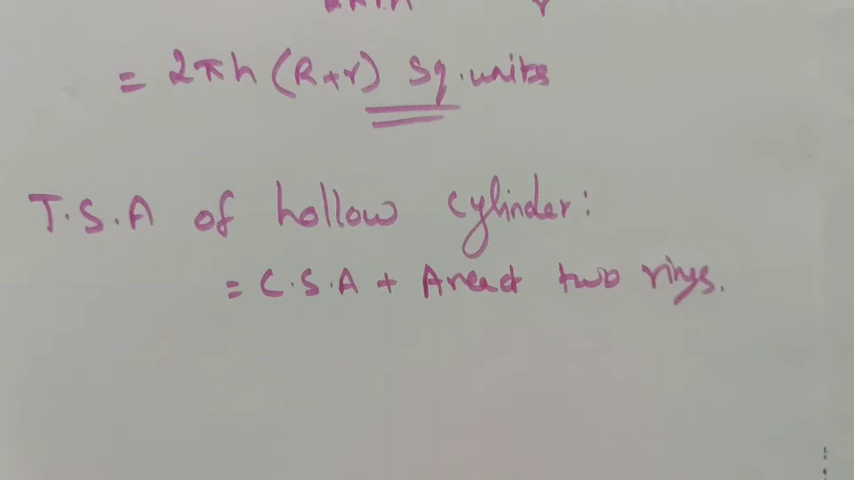 = 2πh (R+r) sq. units
T.S.A of hollow cylinder:
= C.S.A + Area of two rings.